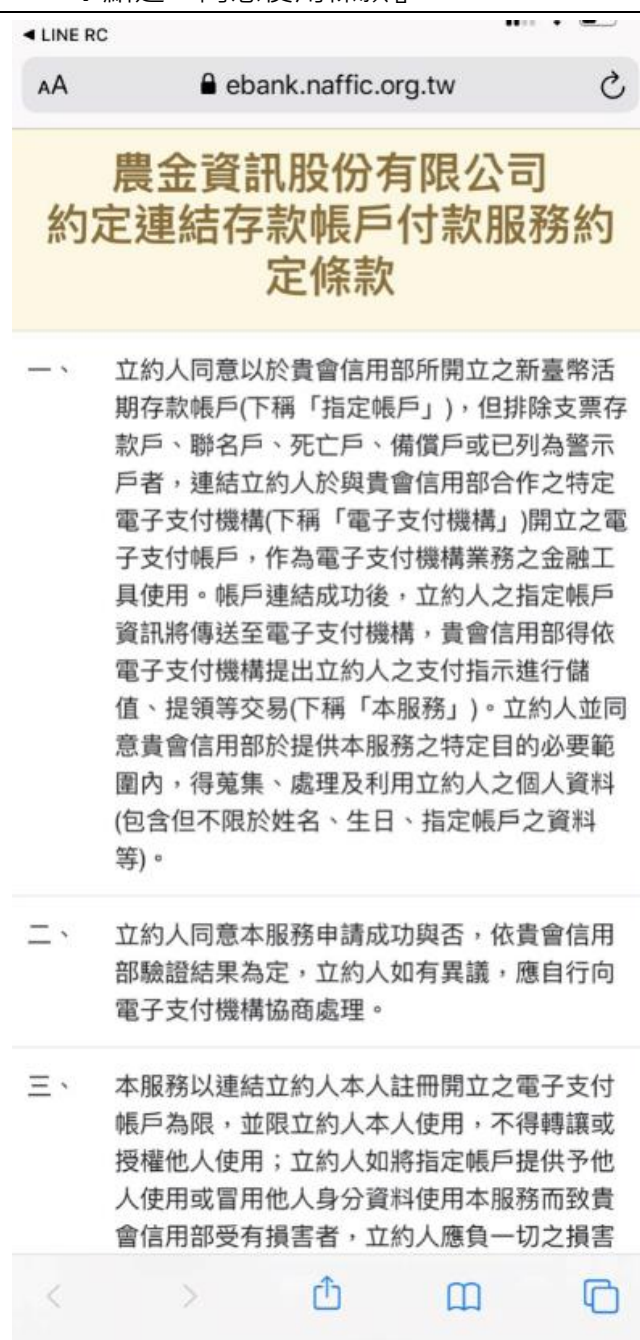 ◀ LINE RC
AA ebank.naffic.org.tw
農金資訊股份有限公司
約定連結存款帳戶付款服務約
定條款
一、 立約人同意以於貴會信用部所開立之新臺幣活
期存款帳戶(下稱「指定帳戶」)，但排除支票存
款戶、聯名戶、死亡戶、備償戶或已列為警示
戶者，連結立約人於與貴會信用部合作之特定
電子支付機構(下稱「電子支付機構」)開立之電
子支付帳戶，作為電子支付機構業務之金融工
具使用。帳戶連結成功後，立約人之指定帳戶
資訊將傳送至電子支付機構，貴會信用部得依
電子支付機構提出立約人之支付指示進行儲
值、提領等交易(下稱「本服務」)。立約人並同
意貴會信用部於提供本服務之特定目的必要範
圍內，得蒐集、處理及利用立約人之個人資料
(包含但不限於姓名、生日、指定帳戶之資料
等)。
二、 立約人同意本服務申請成功與否，依貴會信用
部驗證結果為定，立約人如有異議，應自行向
電子支付機構協商處理。
三、 本服務以連結立約人本人註冊開立之電子支付
帳戶為限，並限立約人本人使用，不得轉讓或
授權他人使用；立約人如將指定帳戶提供予他
人使用或冒用他人身分資料使用本服務而致貴
會信用部受有損害者，立約人應負一切之損害